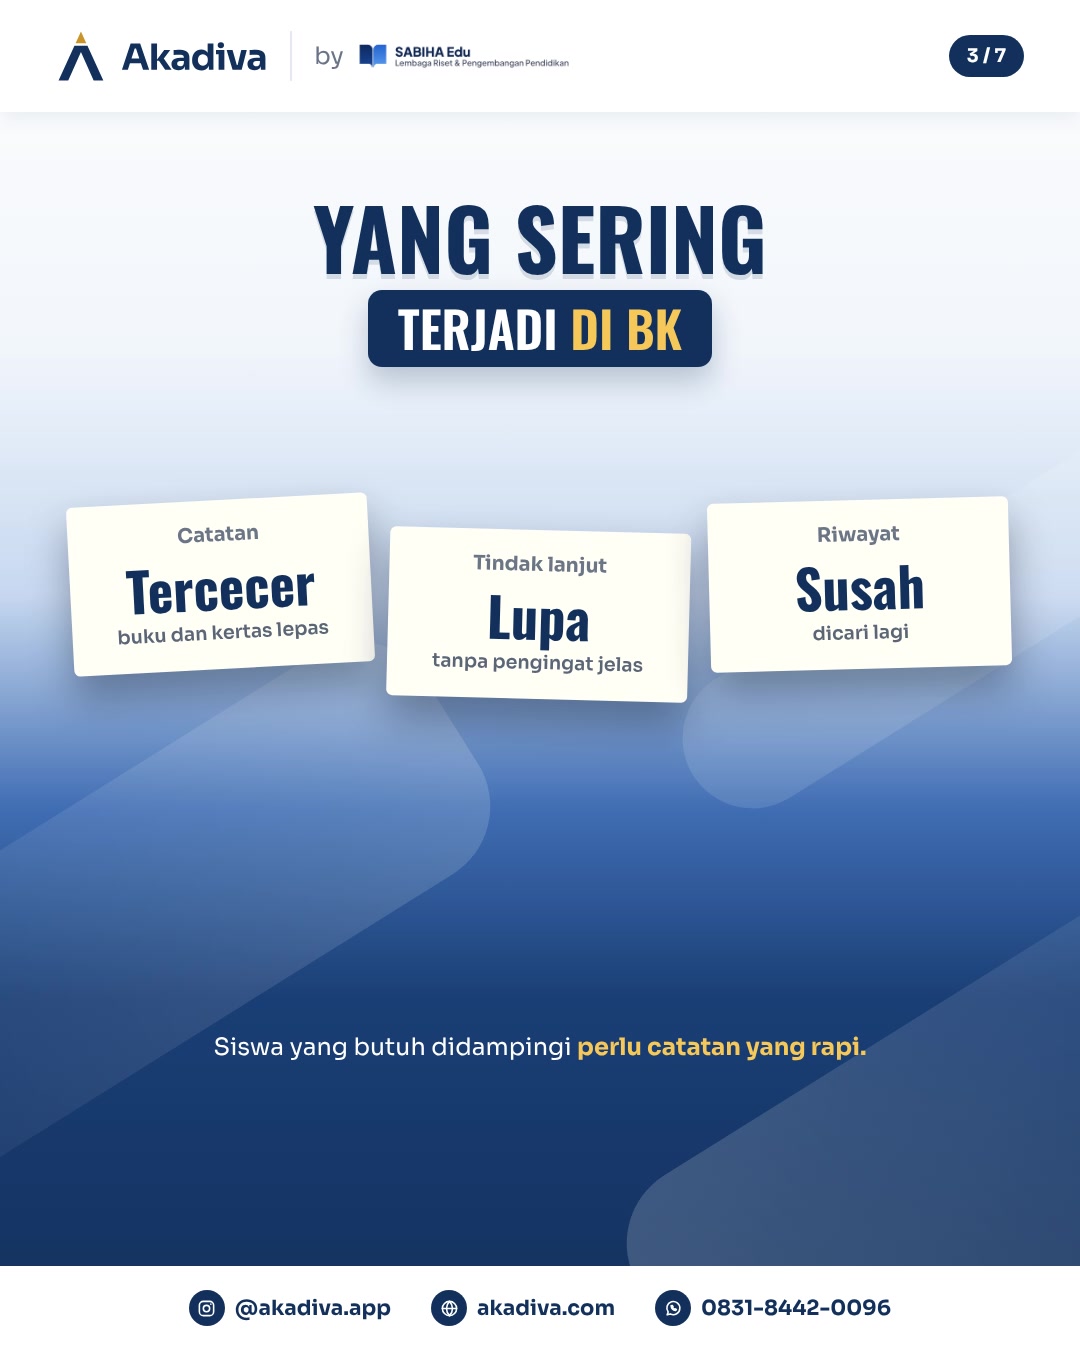 Akadiva
by
SABIHA Edu
Lembaga Riset & Pengembangan Pendidikan
3 / 7
YANG SERING
TERJADI DI BK
Catatan
Tercecer
buku dan kertas lepas
Tindak lanjut
Lupa
tanpa pengingat jelas
Riwayat
Susah
dicari lagi
Siswa yang butuh didampingi perlu catatan yang rapi.
@akadiva.app
akadiva.com
0831-8442-0096